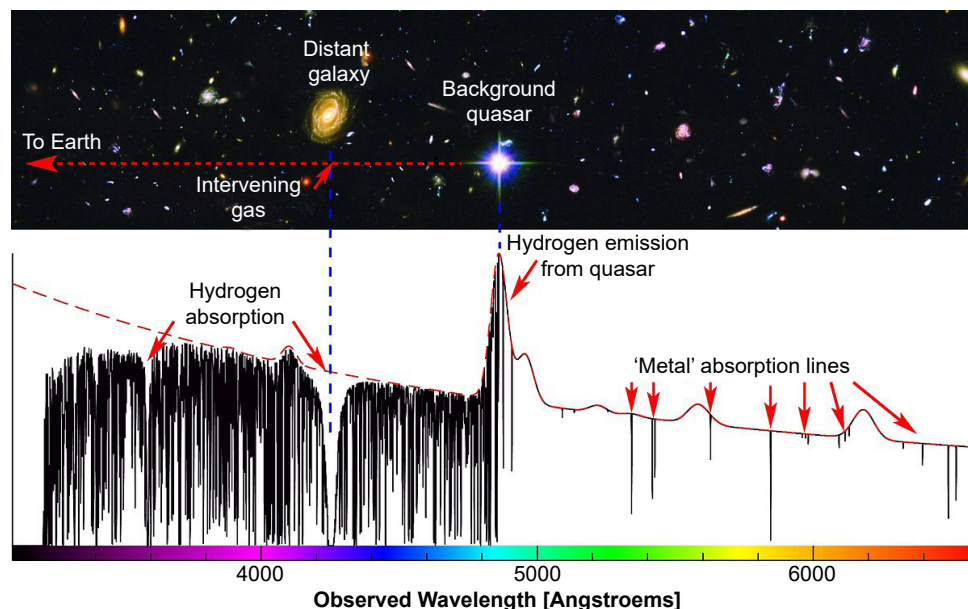 Distant
galaxy
Background
quasar
To Earth
Intervening
gas
Hydrogen emission
from quasar
Hydrogen
absorption
‘Metal’ absorption lines
4000
5000
6000
Observed Wavelength [Angstroems]